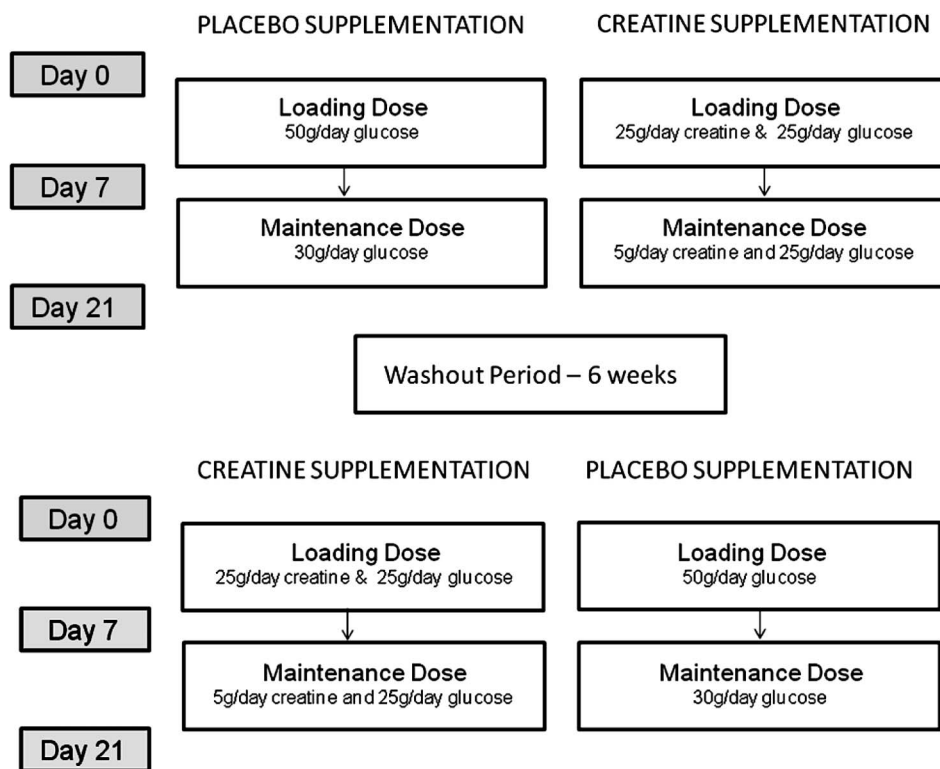 PLACEBO SUPPLEMENTATION
CREATINE SUPPLEMENTATION
Day 0
Loading Dose
50g/day glucose
Loading Dose
25g/day creatine & 25g/day glucose
Day 7
Maintenance Dose
30g/day glucose
Maintenance Dose
5g/day creatine and 25g/day glucose
Day 21
Washout Period – 6 weeks
CREATINE SUPPLEMENTATION
PLACEBO SUPPLEMENTATION
Day 0
Loading Dose
25g/day creatine & 25g/day glucose
Loading Dose
50g/day glucose
Day 7
Maintenance Dose
5g/day creatine and 25g/day glucose
Maintenance Dose
30g/day glucose
Day 21